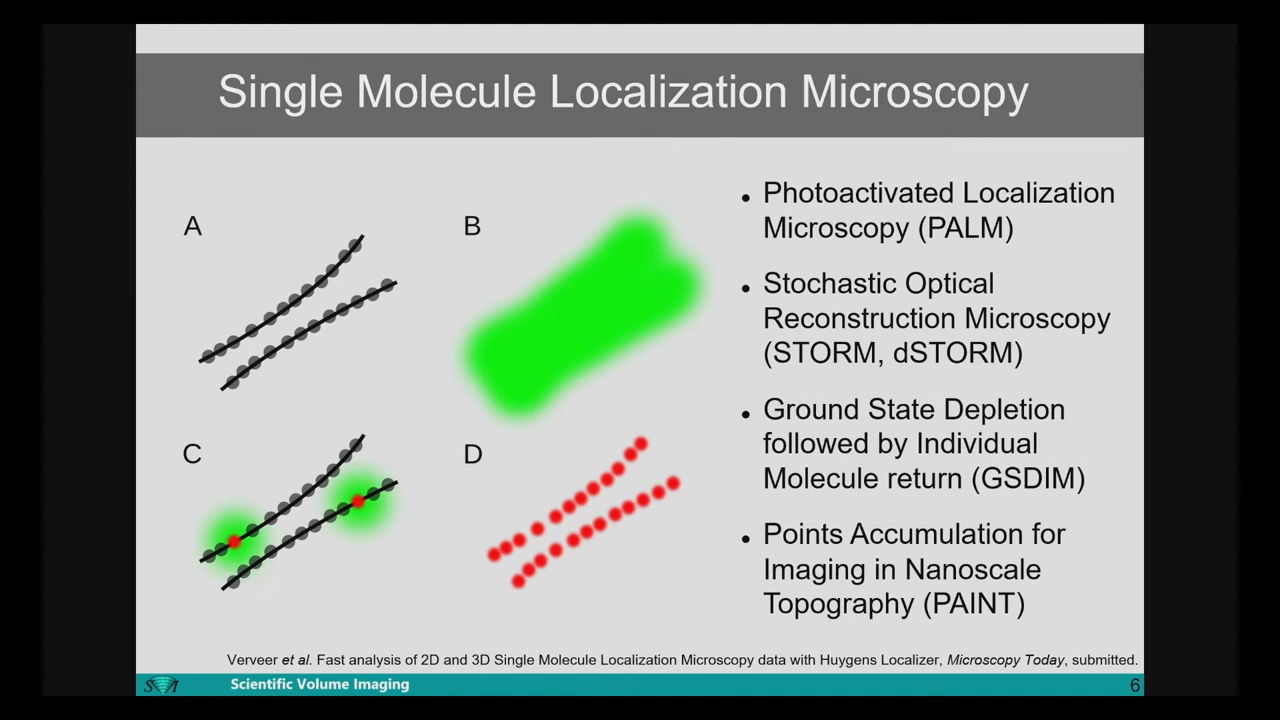 Single Molecule Localization Microscopy
A
B
C
D
• Photoactivated Localization
Microscopy (PALM)
• Stochastic Optical
Reconstruction Microscopy
(STORM, dSTORM)
• Ground State Depletion
followed by Individual
Molecule return (GSDIM)
• Points Accumulation for
Imaging in Nanoscale
Topography (PAINT)
Verveer et al. Fast analysis of 2D and 3D Single Molecule Localization Microscopy data with Huygens Localizer, Microscopy Today, submitted.
SVI
Scientific Volume Imaging
6